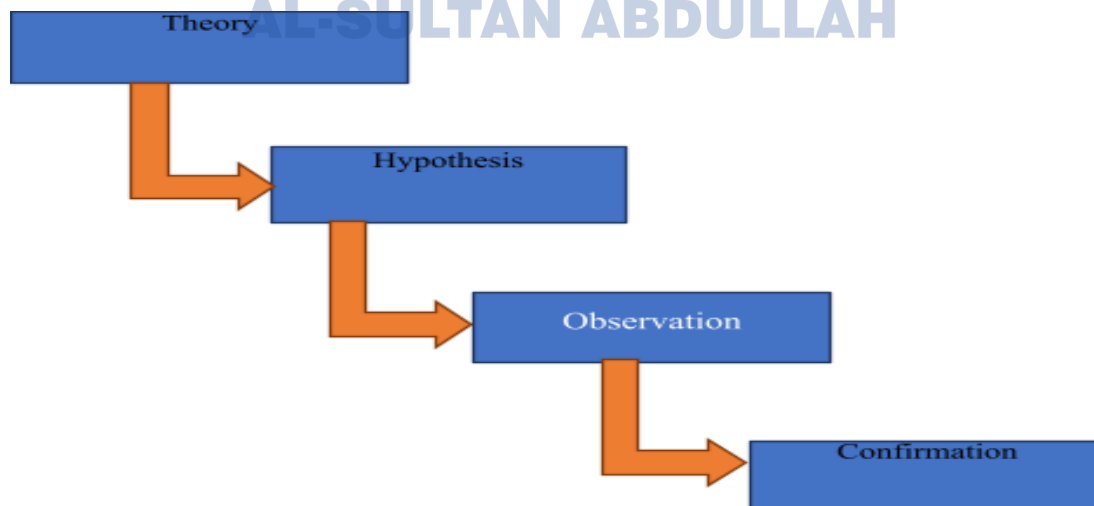 AL-SULTAN ABDULLAH
Theory
Hypothesis
Observation
Confirmation